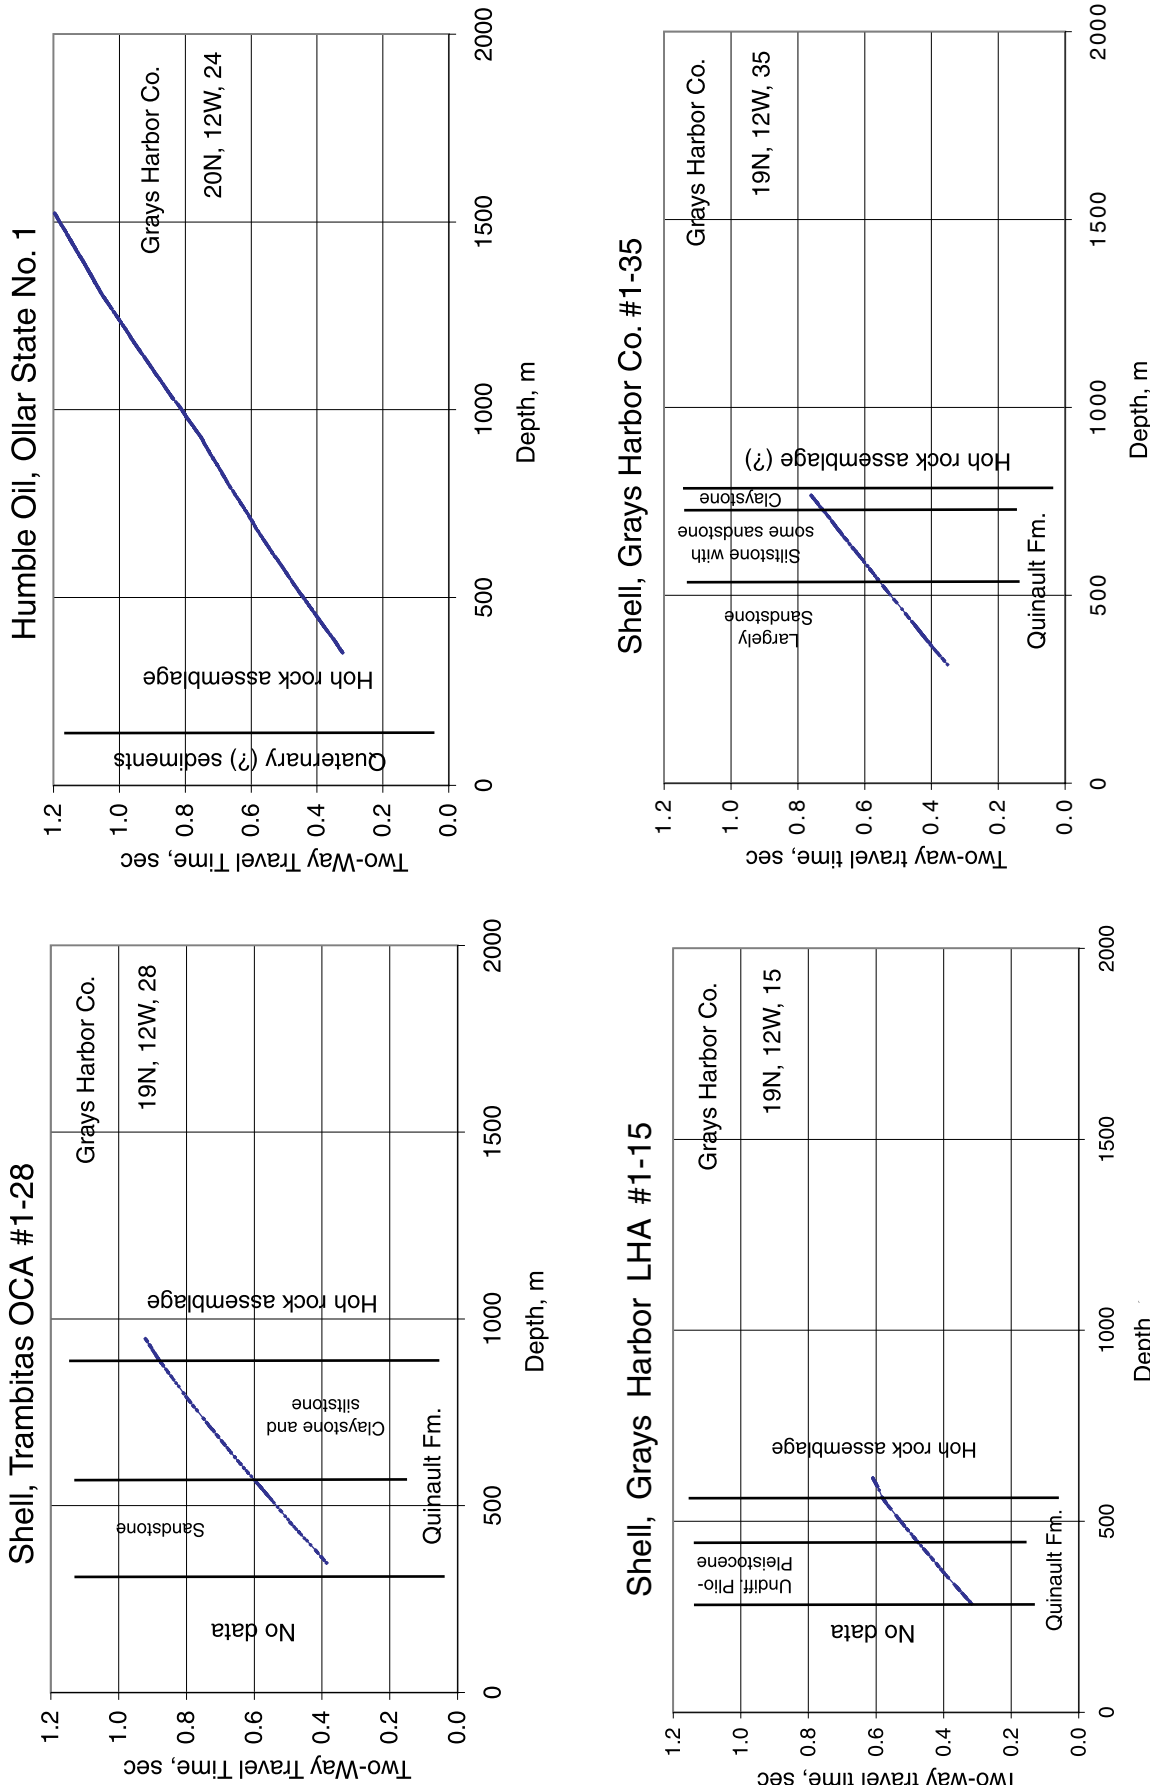 Shell, Trambitas OCA #1-28
1.2
1.0
0.8
0.6
0.4
0.2
0.0
Two-Way Travel Time, sec
Grays Harbor Co.
19N, 12W, 28
No data
Sandstone
Claystone and
siltstone
Quinault Fm.
Hoh rock assemblage
0
500
1000
1500
2000
Depth, m
Humble Oil, Ollar State No. 1
1.2
1.0
0.8
0.6
0.4
0.2
0.0
Two-Way Travel Time, sec
Grays Harbor Co.
20N, 12W, 24
Quaternary (?) sediments
Hoh rock assemblage
0
500
1000
1500
2000
Depth, m
Shell, Grays Harbor LHA #1-15
1.2
1.0
0.8
0.6
0.4
0.2
0.0
Two-way travel time, sec
Grays Harbor Co.
19N, 12W, 15
No data
Undiff. Plio-
Pleistocene
Quinault Fm.
Hoh rock assemblage
0
500
1000
1500
2000
Depth
Shell, Grays Harbor Co. #1-35
1.2
1.0
0.8
0.6
0.4
0.2
0.0
Two-way travel time, sec
Grays Harbor Co.
19N, 12W, 35
Largely
Sandstone
Siltstone with
some sandstone
Claystone
Quinault Fm.
Hoh rock assemblage (?)
0
500
1000
1500
2000
Depth, m